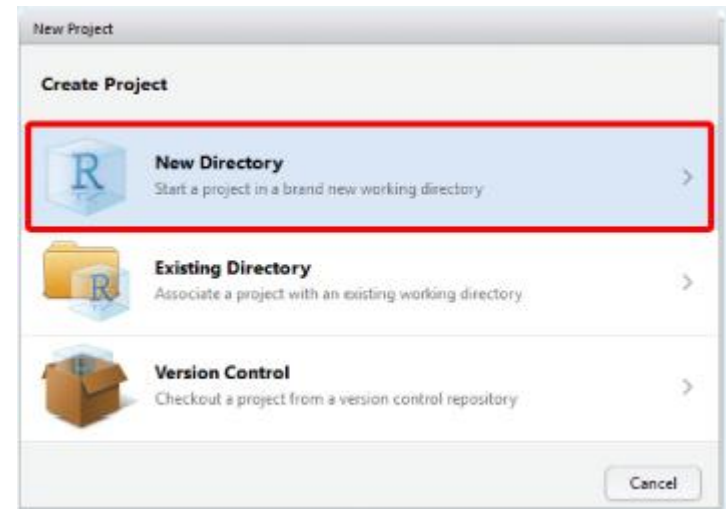 New Project
Create Project
R
New Directory
Start a project in a brand new working directory
R
Existing Directory
Associate a project with an existing working directory
Version Control
Checkout a project from a version control repository
Cancel